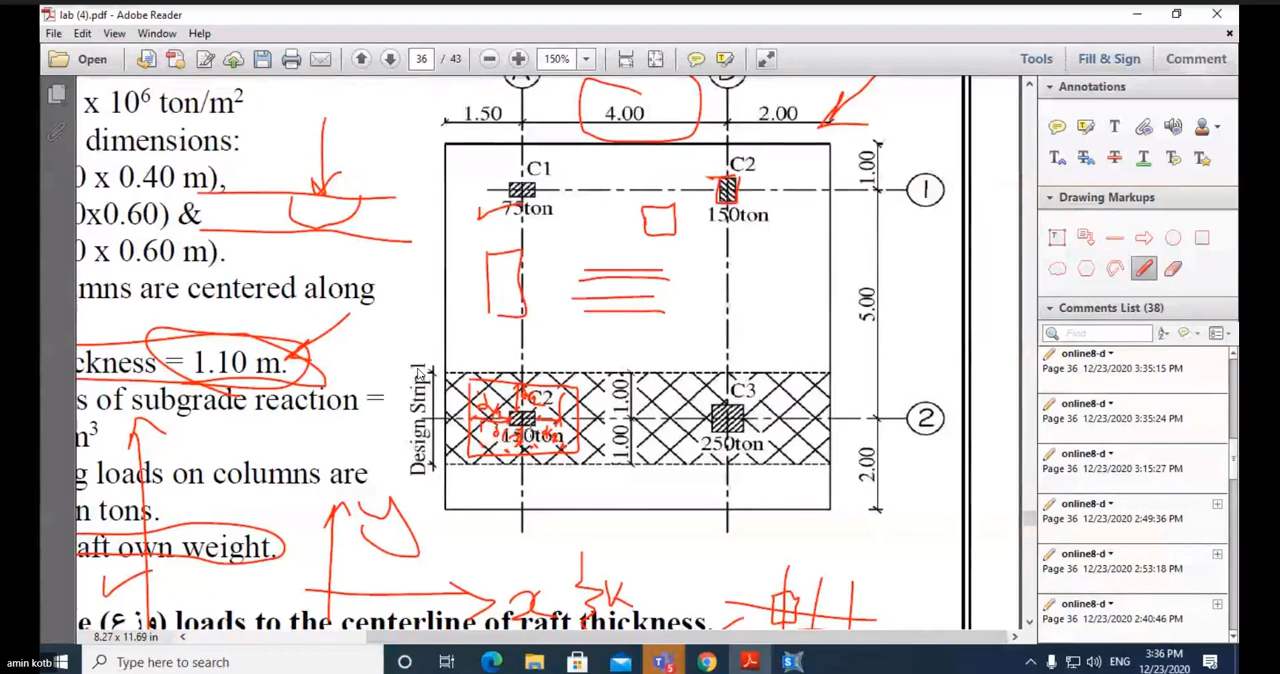 lab (4).pdf - Adobe Reader
File Edit View Window Help
Open 36 / 43 150% Tools Fill & Sign Comment
x 10⁶ ton/m²
dimensions:
0 x 0.40 m),
0x0.60) &
0 x 0.60 m).
mns are centered along
ckness = 1.10 m.
s of subgrade reaction =
m³
g loads on columns are
n tons.
aft own weight.
e (توزع) loads to the centerline of raft thickness.
A
1.50 4.00 2.00
C1 C2
75ton 150ton
1
1.00
5.00
2.00
Design Strip-1
C2 C3
150ton 250ton
1.00 1.00
2
y
x
K
8.27 x 11.69 in
Annotations
Drawing Markups
Comments List (38)
Find
online8-d
Page 36 12/23/2020 3:35:15 PM
online8-d
Page 36 12/23/2020 3:35:24 PM
online8-d
Page 36 12/23/2020 3:15:27 PM
online8-d
Page 36 12/23/2020 2:49:36 PM
online8-d
Page 36 12/23/2020 2:53:18 PM
online8-d
Page 36 12/23/2020 2:40:46 PM
amin kotb
Type here to search
ENG
3:36 PM
12/23/2020